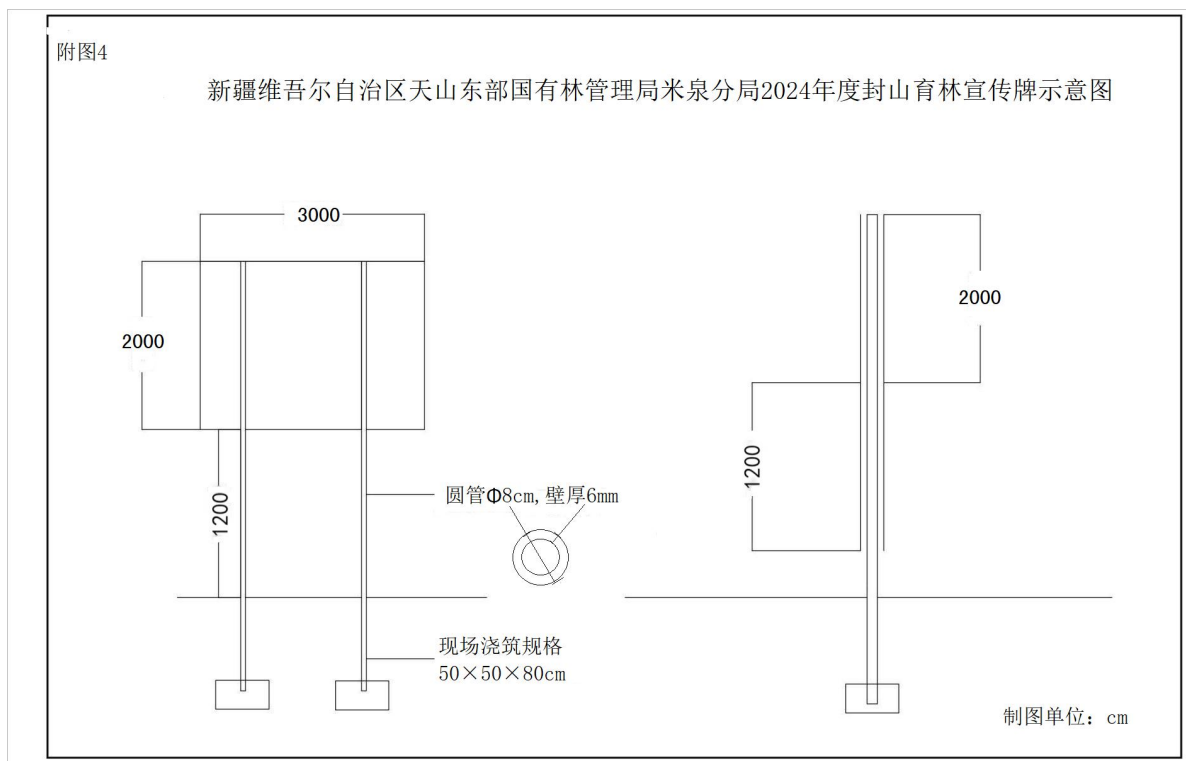 附图4
新疆维吾尔自治区天山东部国有林管理局米泉分局2024年度封山育林宣传牌示意图
3000
2000
2000
1200
1200
圆管Φ8cm,壁厚6mm
现场浇筑规格
50×50×80cm
制图单位：cm